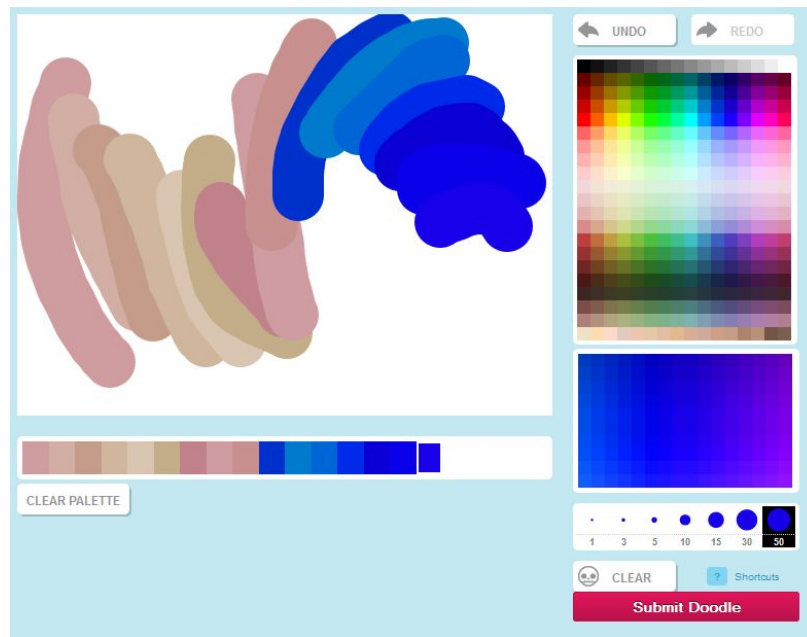 UNDO REDO
CLEAR PALETTE
1 3 5 10 15 30 50
CLEAR ? Shortcuts
Submit Doodle